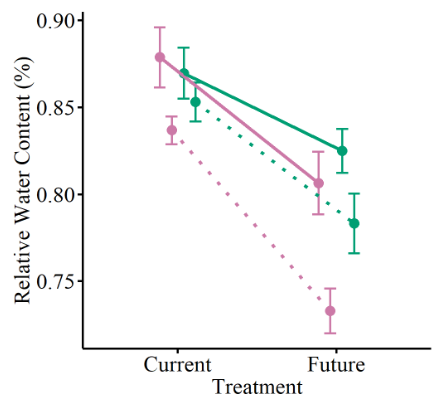 0.90
0.85
0.80
0.75
Relative Water Content (%)
Current Future
Treatment